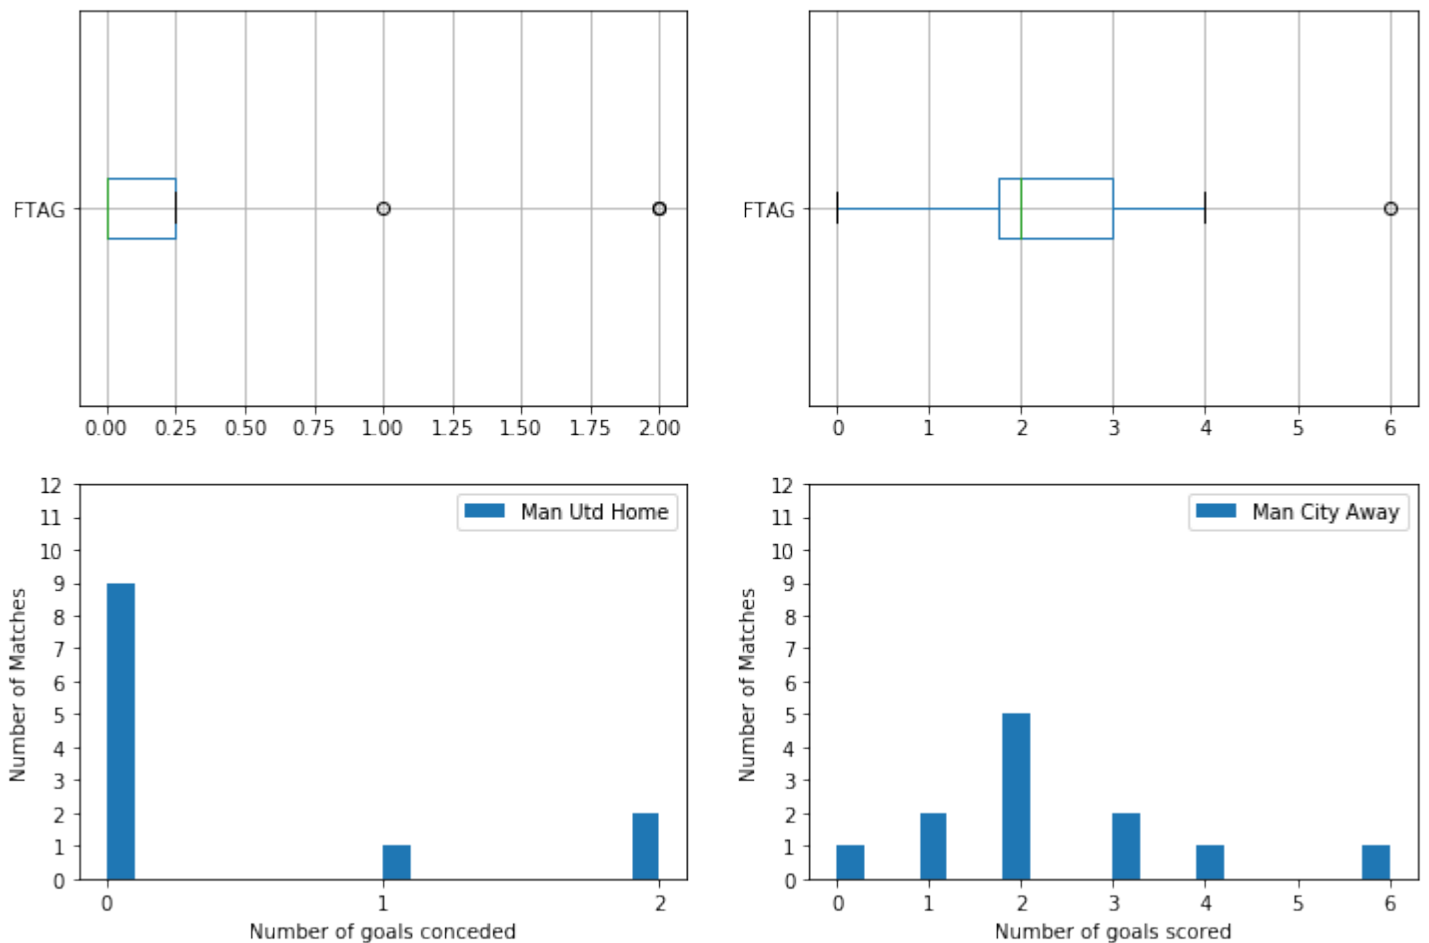 FTAG
0.00 0.25 0.50 0.75 1.00 1.25 1.50 1.75 2.00
FTAG
0 1 2 3 4 5 6
12
11
10
9
8
7
6
5
4
3
2
1
0
Number of Matches
Man Utd Home
0 1 2
Number of goals conceded
12
11
10
9
8
7
6
5
4
3
2
1
0
Number of Matches
Man City Away
0 1 2 3 4 5 6
Number of goals scored